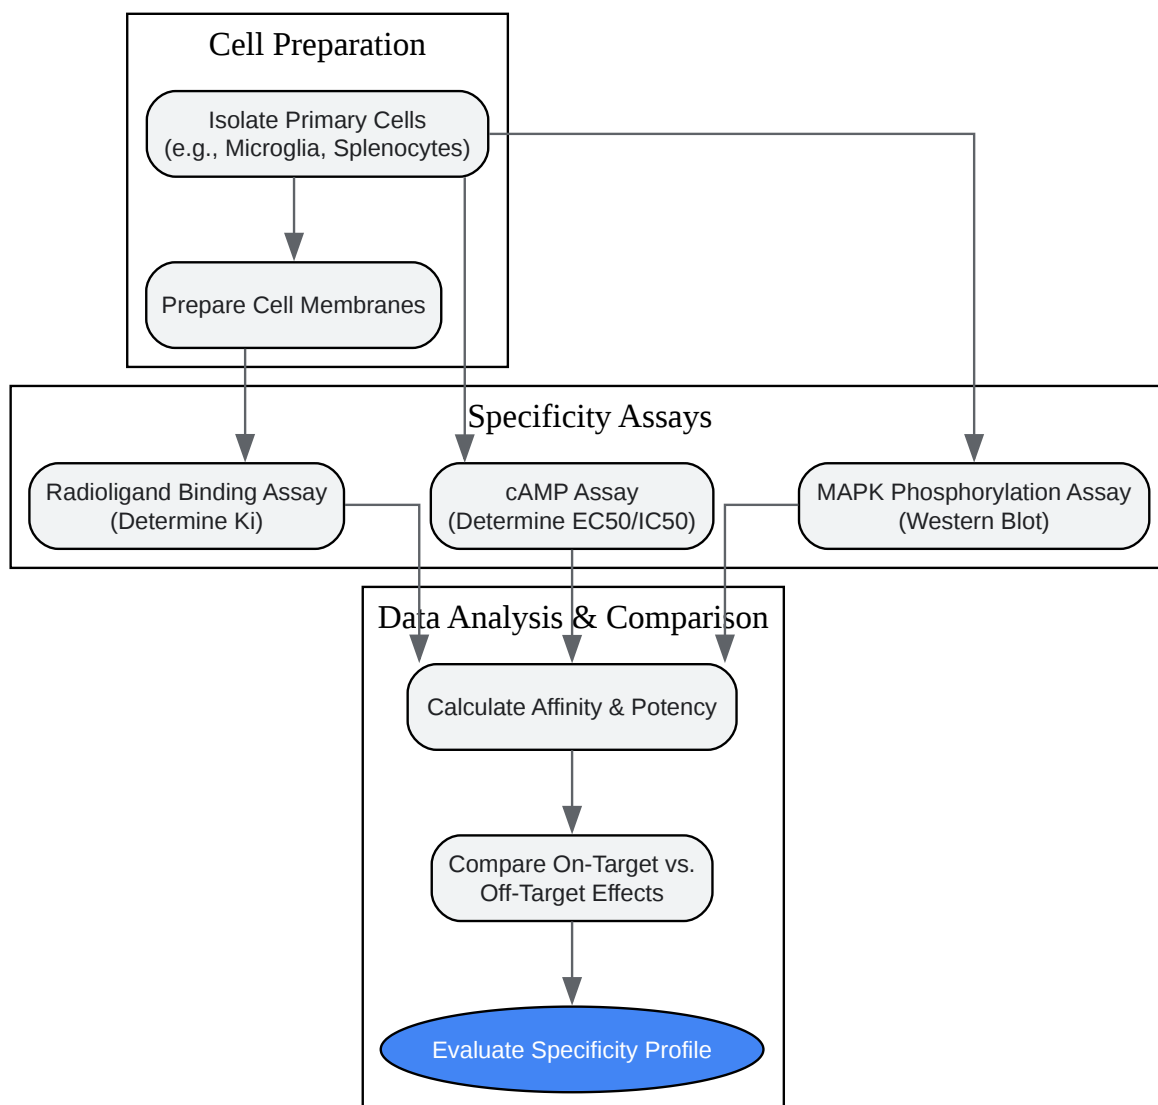 Cell Preparation
Isolate Primary Cells
(e.g., Microglia, Splenocytes)
Prepare Cell Membranes
Specificity Assays
Radioligand Binding Assay
(Determine Ki)
cAMP Assay
(Determine EC50/IC50)
MAPK Phosphorylation Assay
(Western Blot)
Data Analysis & Comparison
Calculate Affinity & Potency
Compare On-Target vs.
Off-Target Effects
Evaluate Specificity Profile